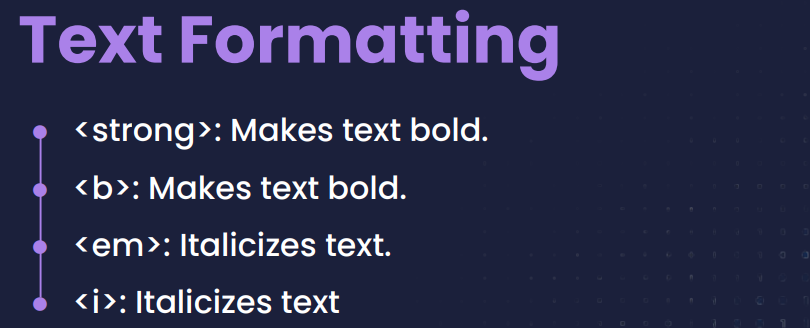 Text Formatting
<strong>: Makes text bold.
<b>: Makes text bold.
<em>: Italicizes text.
<i>: Italicizes text